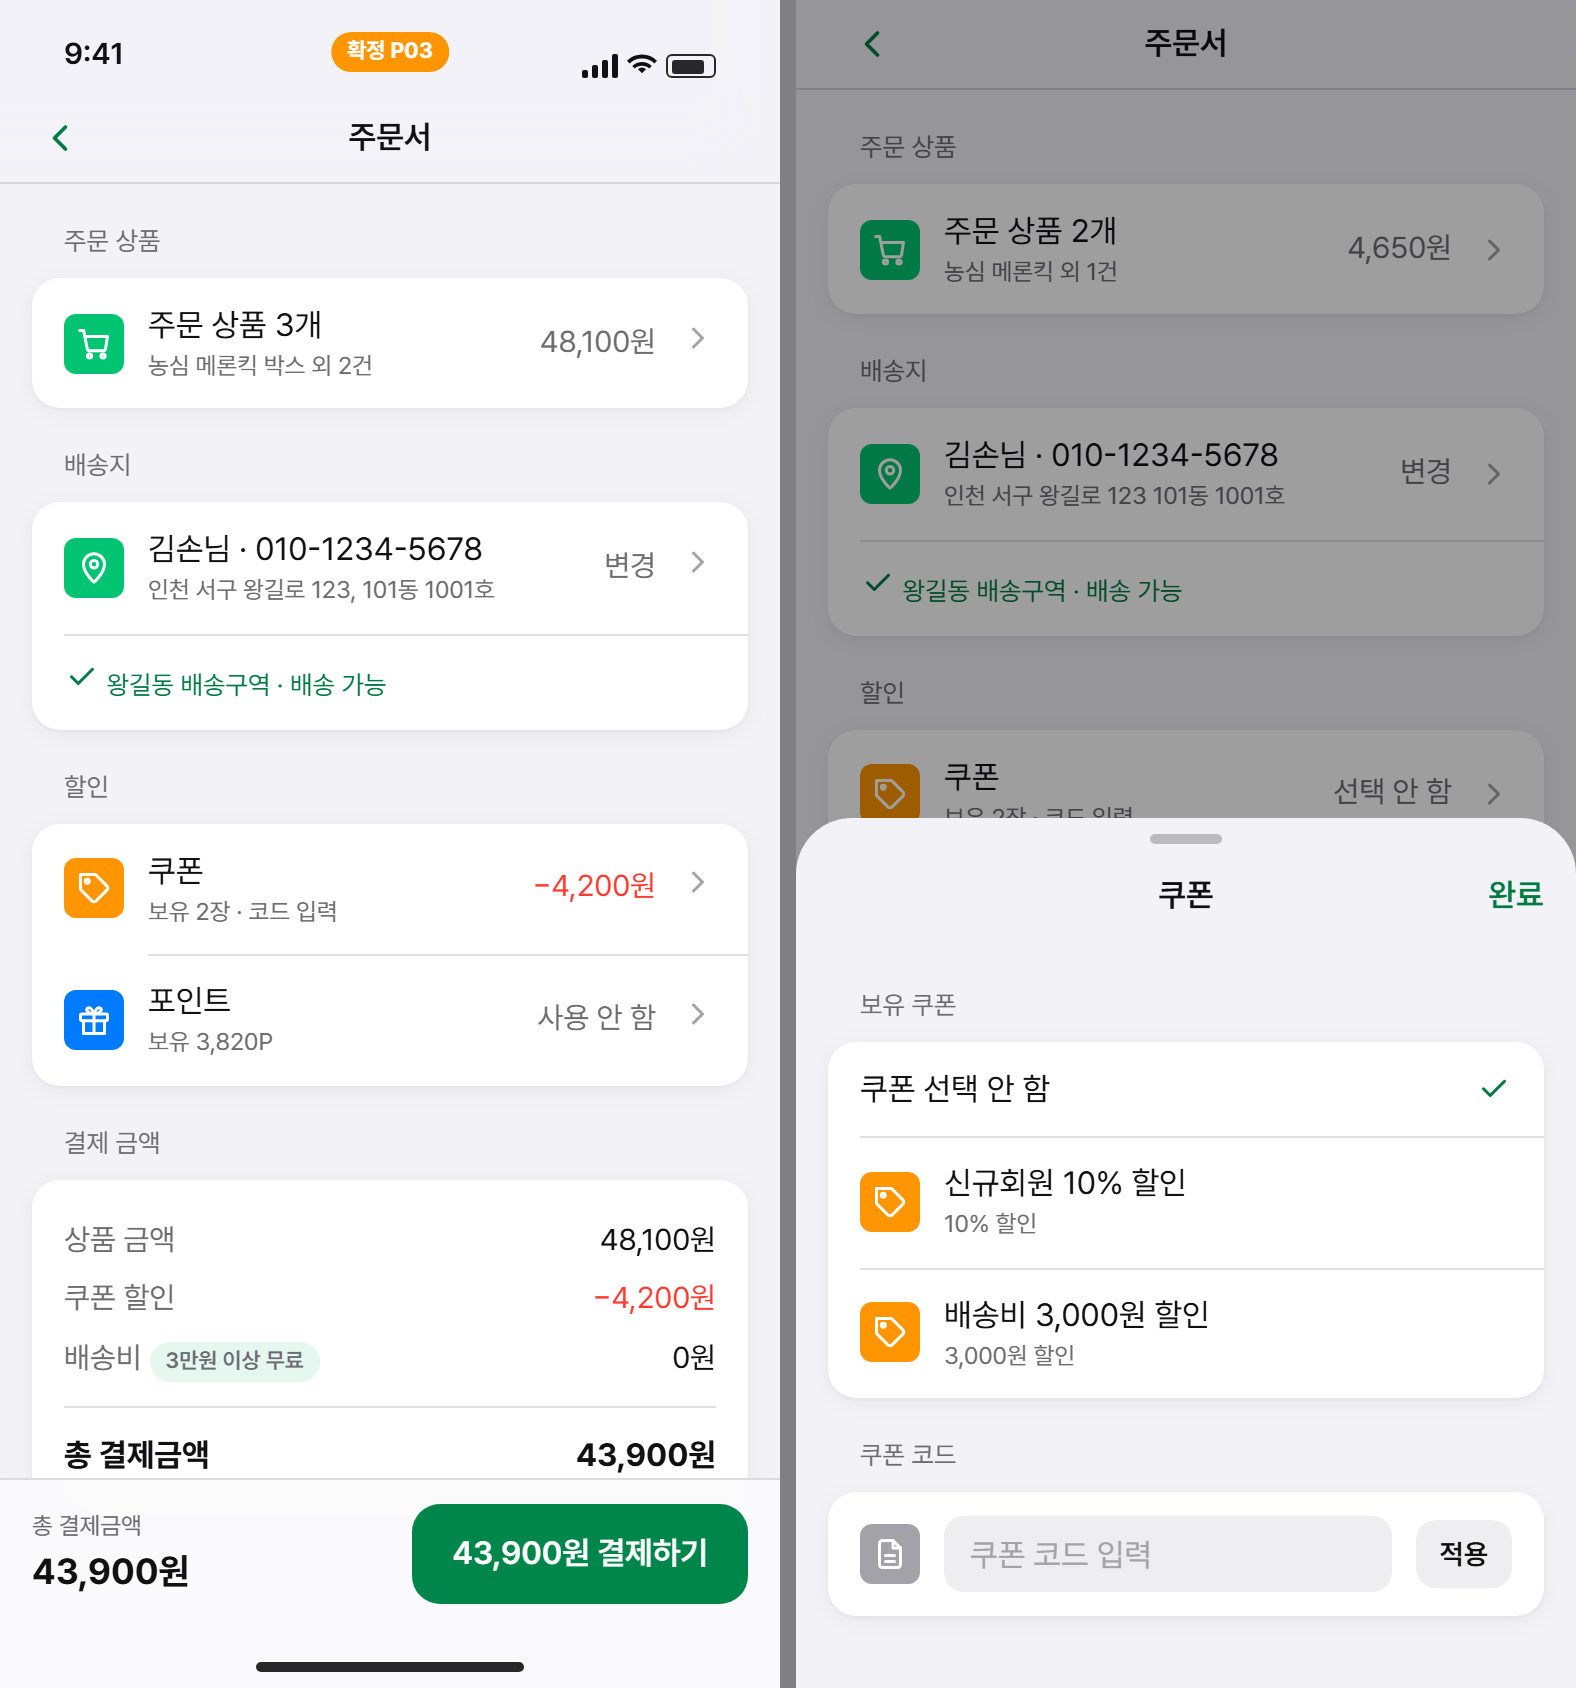 9:41
확정 P03
주문서
주문 상품
주문 상품 3개
농심 메론킥 박스 외 2건
48,100원
배송지
김손님 · 010-1234-5678
인천 서구 왕길로 123, 101동 1001호
변경
왕길동 배송구역 · 배송 가능
할인
쿠폰
보유 2장 · 코드 입력
−4,200원
포인트
보유 3,820P
사용 안 함
결제 금액
상품 금액
48,100원
쿠폰 할인
−4,200원
배송비
3만원 이상 무료
0원
총 결제금액
43,900원
총 결제금액
43,900원
43,900원 결제하기
주문서
주문 상품
주문 상품 2개
농심 메론킥 외 1건
4,650원
배송지
김손님 · 010-1234-5678
인천 서구 왕길로 123 101동 1001호
변경
왕길동 배송구역 · 배송 가능
할인
쿠폰
보유 2장 · 코드 입력
선택 안 함
쿠폰
완료
보유 쿠폰
쿠폰 선택 안 함
신규회원 10% 할인
10% 할인
배송비 3,000원 할인
3,000원 할인
쿠폰 코드
쿠폰 코드 입력
적용